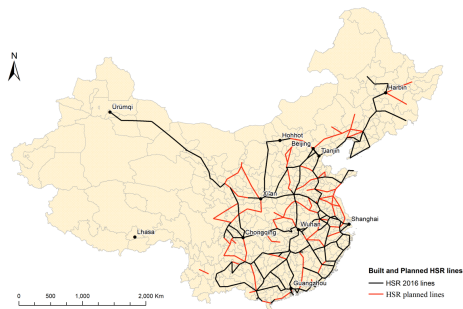 N
Harbin
Ürümqi
Hohhot
Beijing
Tianjin
Xi'an
Shanghai
Wuhan
Lhasa
Chongqing
Guangzhou
Built and Planned HSR lines
HSR 2016 lines
HSR planned lines
0 500 1,000 2,000 Km